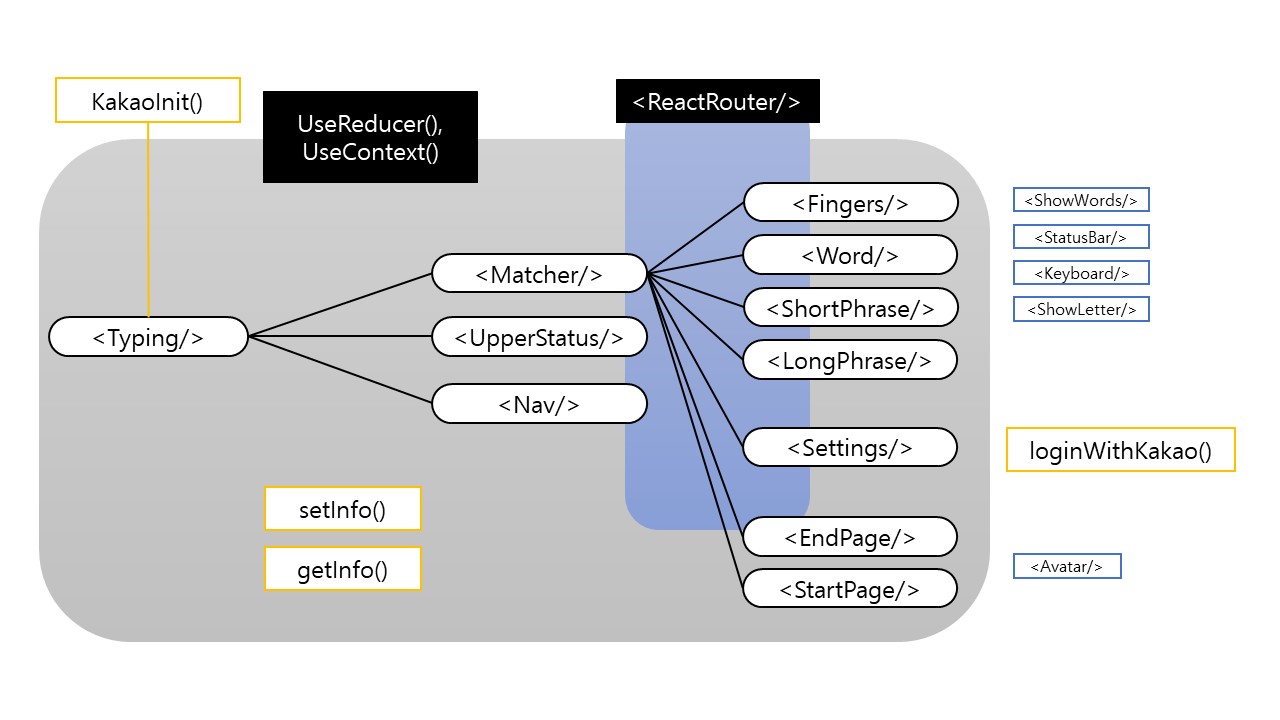 KakaoInit()
UseReducer(),
UseContext()
<ReactRouter/>
<Typing/>
<Matcher/>
<UpperStatus/>
<Nav/>
setInfo()
getInfo()
<Fingers/>
<Word/>
<ShortPhrase/>
<LongPhrase/>
<Settings/>
<EndPage/>
<StartPage/>
<ShowWords/>
<StatusBar/>
<Keyboard/>
<ShowLetter/>
loginWithKakao()
<Avatar/>